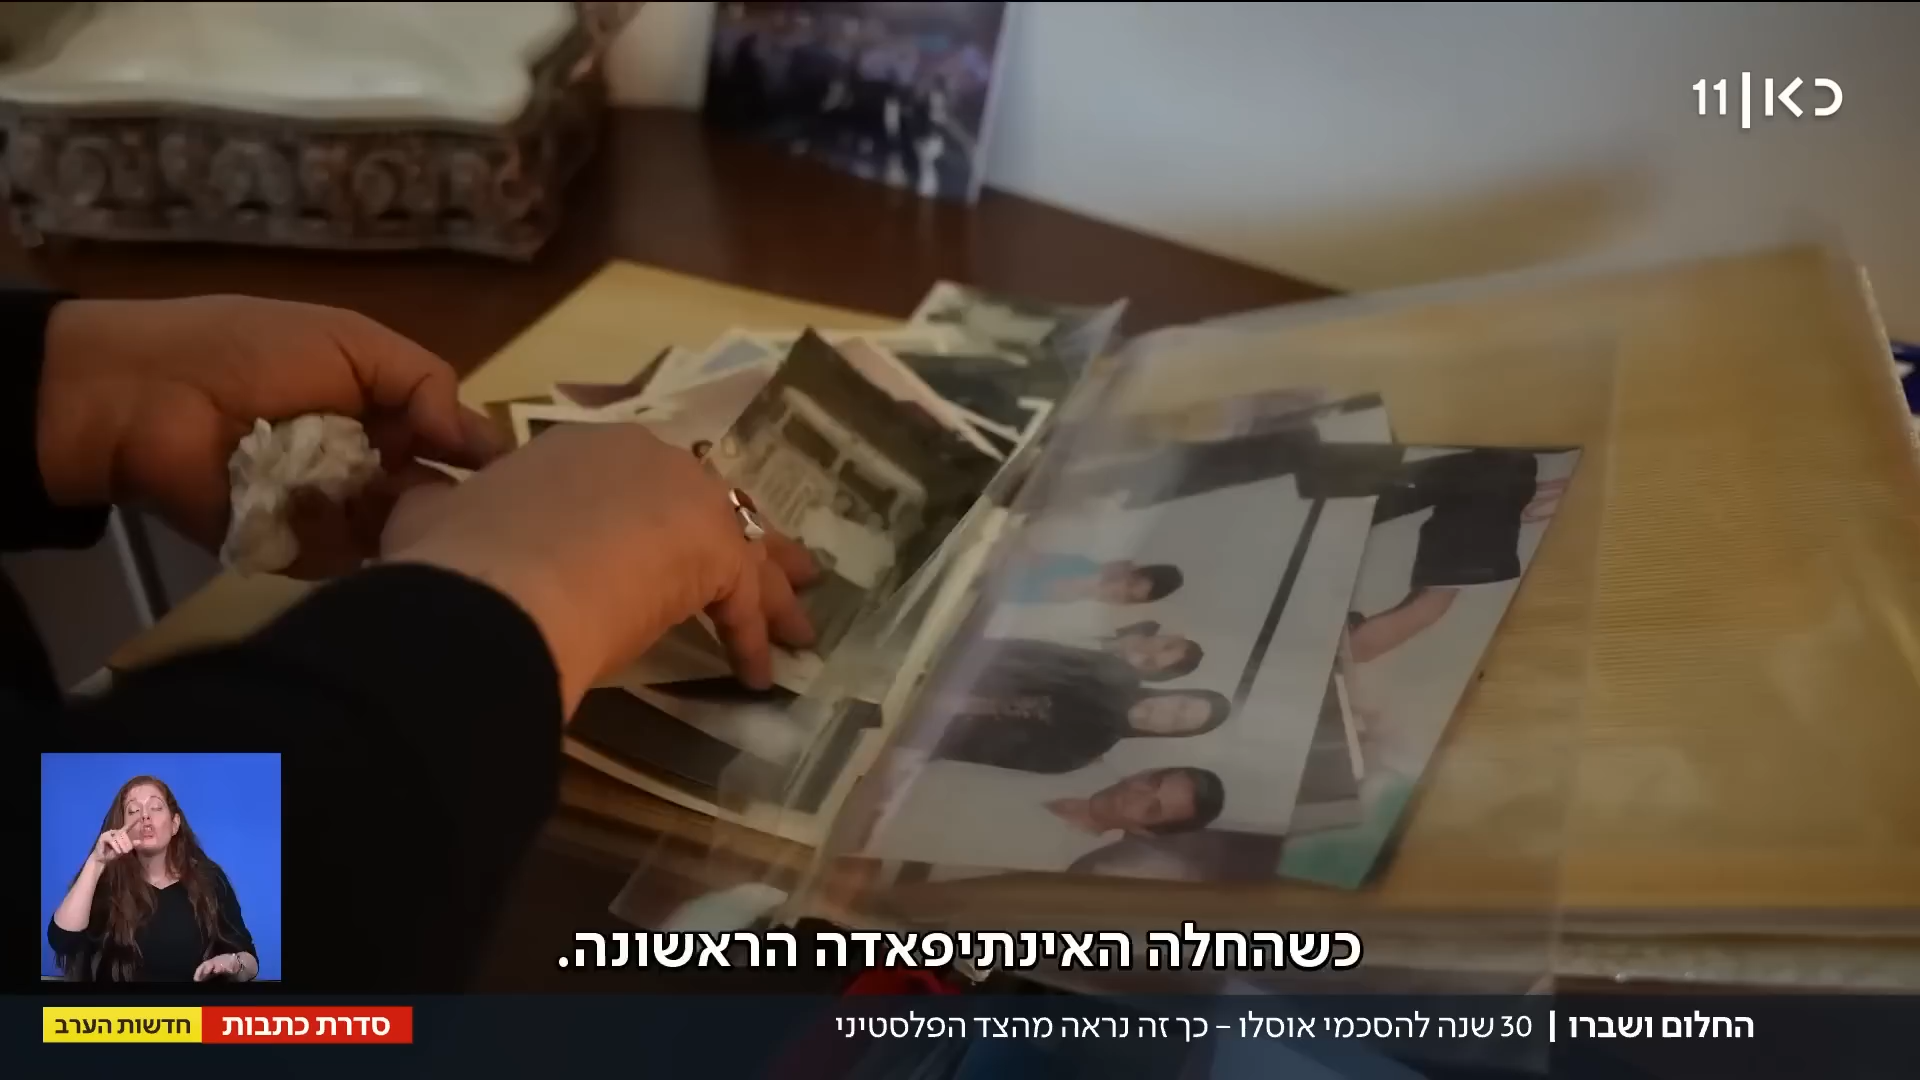 כאן 11
כשהחלה האינתיפאדה הראשונה.
החלום ושברו | 30 שנה להסכמי אוסלו – כך זה נראה מהצד הפלסטיני
סדרת כתבות
חדשות הערב